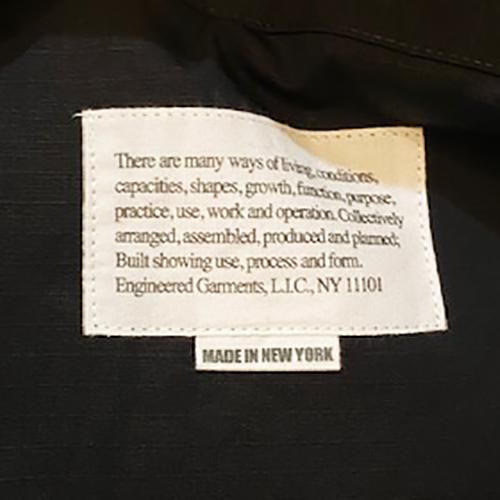 There are many ways of living, conditions,
capacities, shapes, growth, function, purpose,
practice, use, work and operation. Collectively
arranged, assembled, produced and planned;
Built showing use, process and form.
Engineered Garments, L.I.C., NY 11101
MADE IN NEW YORK